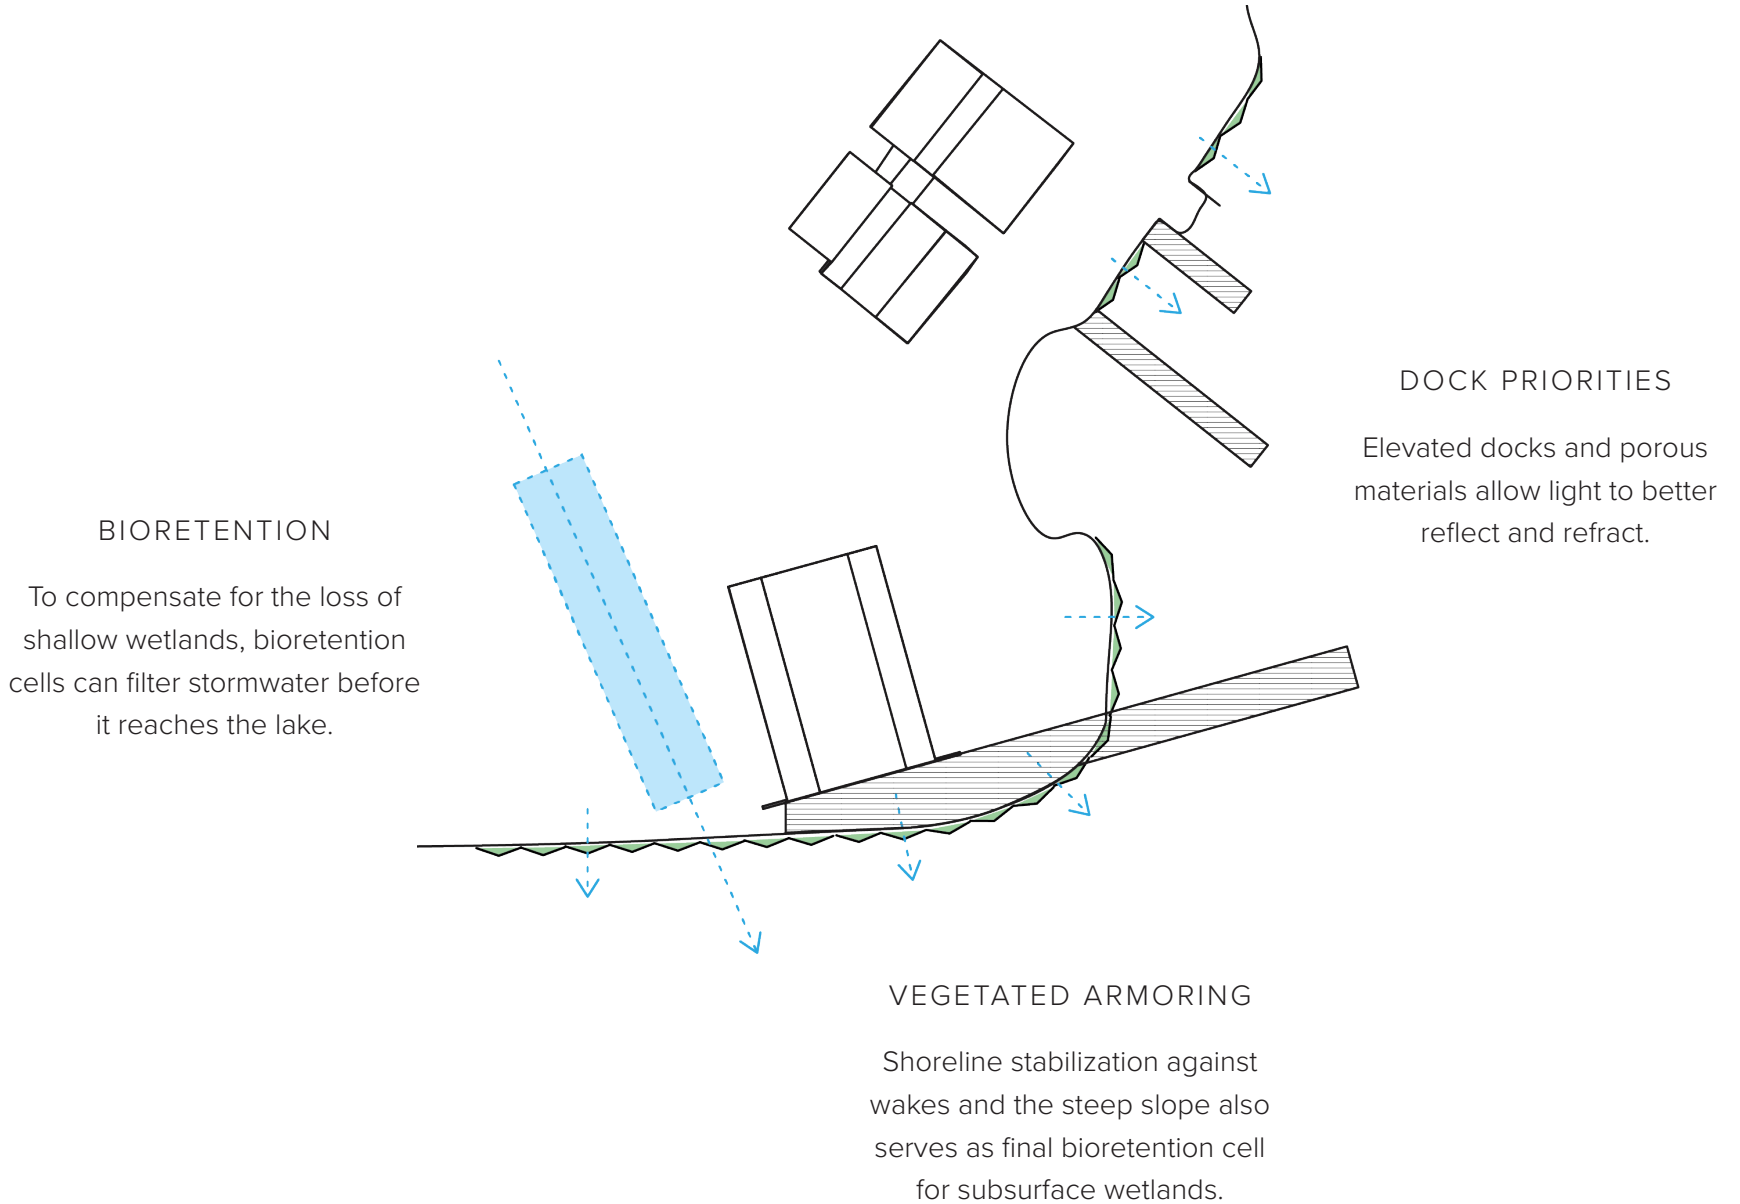 DOCK PRIORITIES
Elevated docks and porous
materials allow light to better
reflect and refract.
BIORETENTION
To compensate for the loss of
shallow wetlands, bioretention
cells can filter stormwater before
it reaches the lake.
VEGETATED ARMORING
Shoreline stabilization against
wakes and the steep slope also
serves as final bioretention cell
for subsurface wetlands.